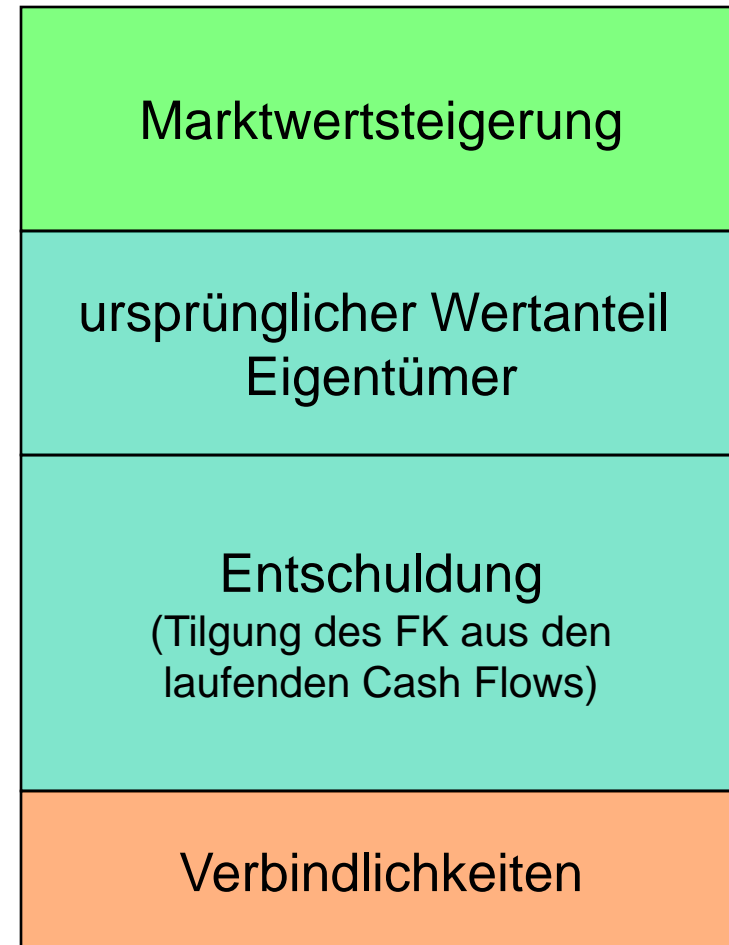 Marktwertsteigerung
ursprünglicher Wertanteil
Eigentümer
Entschuldung
(Tilgung des FK aus den
laufenden Cash Flows)
Verbindlichkeiten